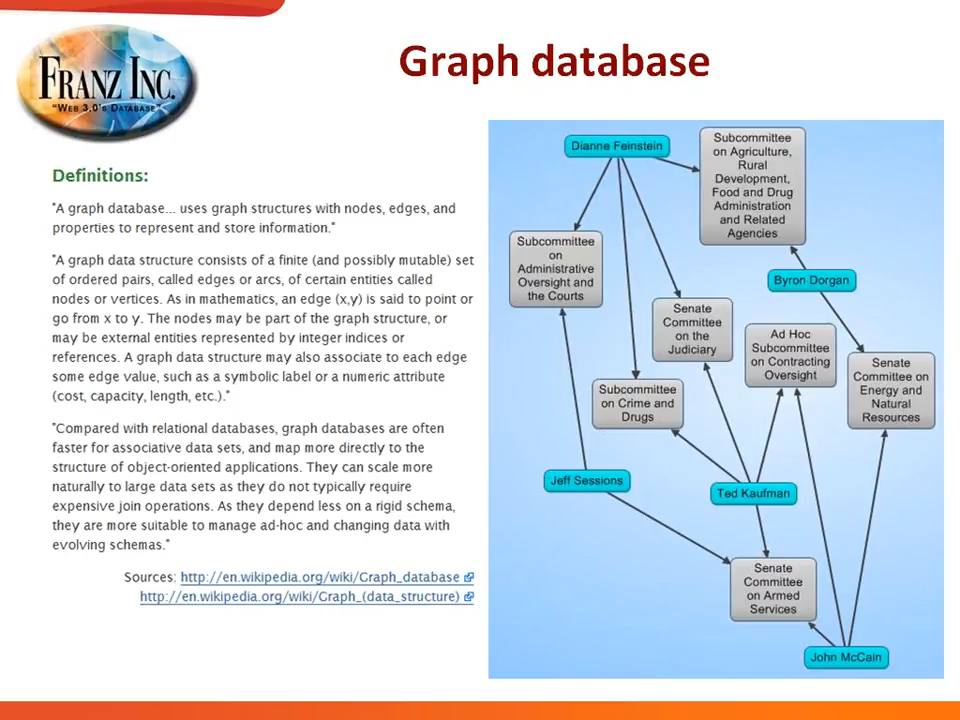 Graph database
FRANZ INC.
"WEB 3.0'S DATABASE"
Definitions:
"A graph database... uses graph structures with nodes, edges, and
properties to represent and store information."
"A graph data structure consists of a finite (and possibly mutable) set
of ordered pairs, called edges or arcs, of certain entities called
nodes or vertices. As in mathematics, an edge (x,y) is said to point or
go from x to y. The nodes may be part of the graph structure, or
may be external entities represented by integer indices or
references. A graph data structure may also associate to each edge
some edge value, such as a symbolic label or a numeric attribute
(cost, capacity, length, etc.)."
"Compared with relational databases, graph databases are often
faster for associative data sets, and map more directly to the
structure of object-oriented applications. They can scale more
naturally to large data sets as they do not typically require
expensive join operations. As they depend less on a rigid schema,
they are more suitable to manage ad-hoc and changing data with
evolving schemas."
Sources: http://en.wikipedia.org/wiki/Graph_database
http://en.wikipedia.org/wiki/Graph_(data_structure)
Dianne Feinstein
Subcommittee
on Agriculture,
Rural
Development,
Food and Drug
Administration
and Related
Agencies
Subcommittee
on
Administrative
Oversight and
the Courts
Byron Dorgan
Senate
Committee
on the
Judiciary
Ad Hoc
Subcommittee
on Contracting
Oversight
Senate
Committee on
Energy and
Natural
Resources
Subcommittee
on Crime and
Drugs
Jeff Sessions
Ted Kaufman
Senate
Committee
on Armed
Services
John McCain